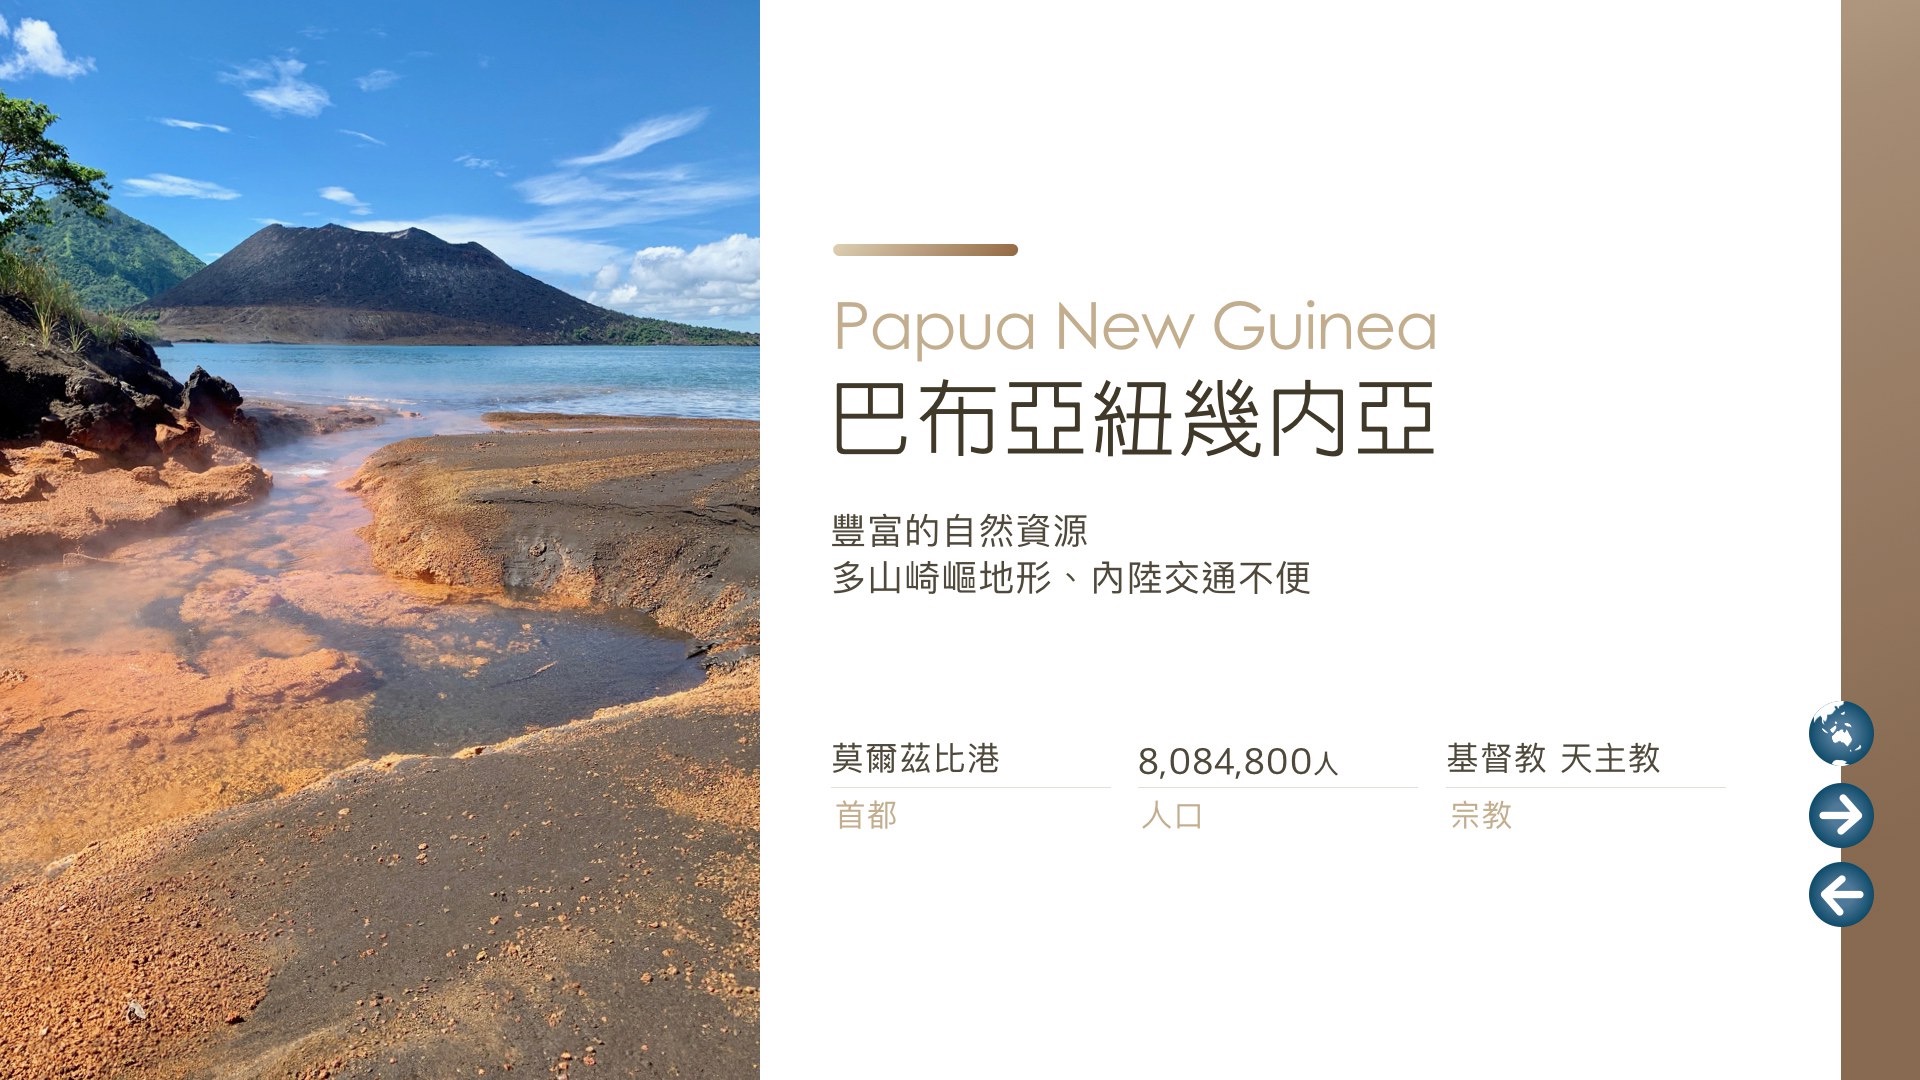 Papua New Guinea
巴布亞紐幾內亞
豐富的自然資源
多山崎嶇地形、內陸交通不便
莫爾茲比港
首都
8,084,800人
人口
基督教 天主教
宗教